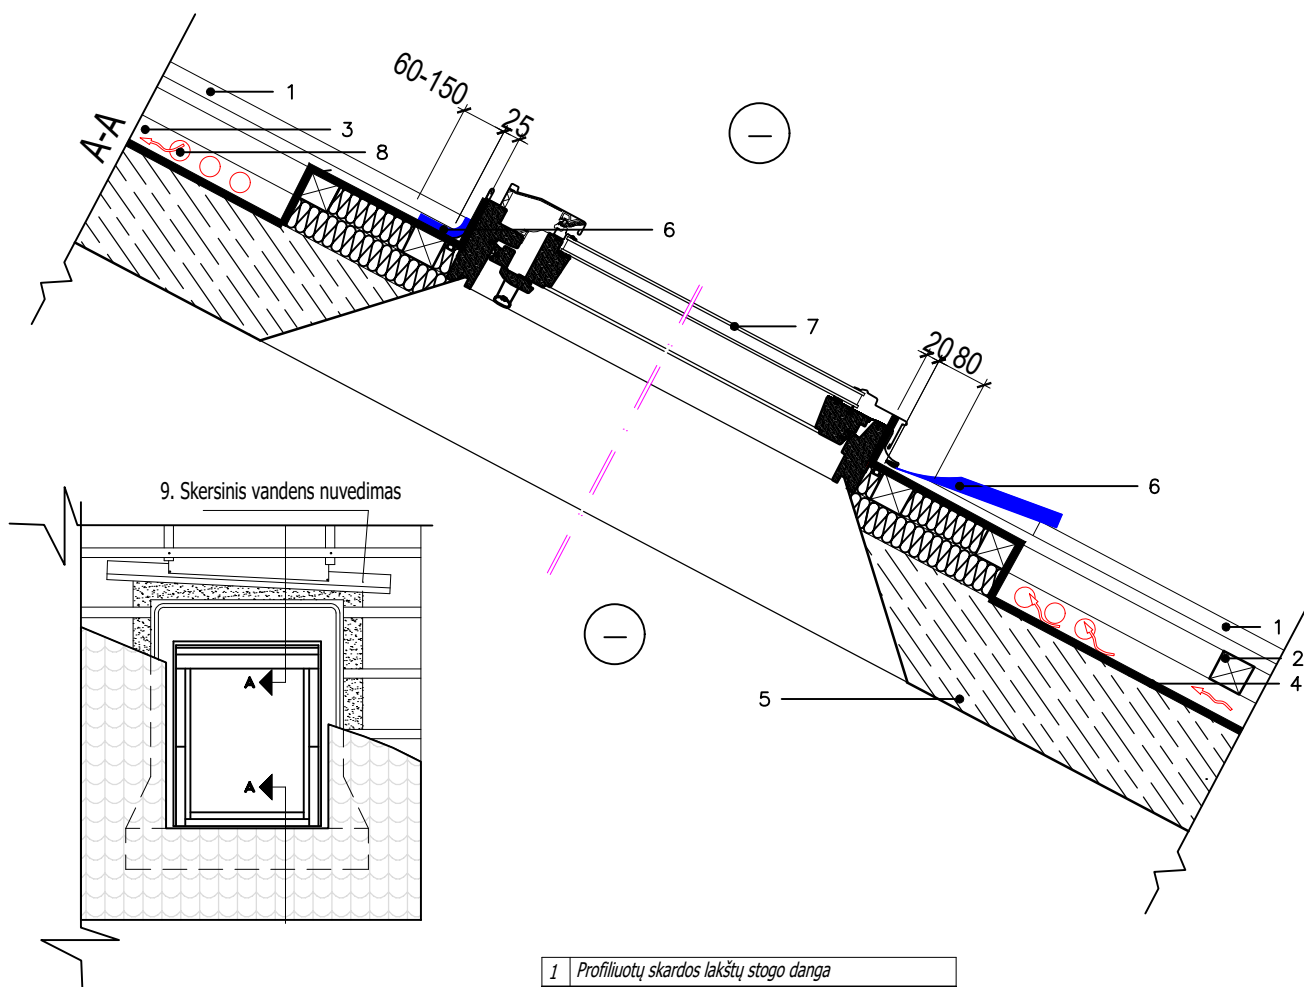 60-150
25
1
3
A-A
8
6
7
20
80
6
9. Skersinis vandens nuvedimas
1
2
4
5
A
A
1 Profiliuotų skardos lakštų stogo danga